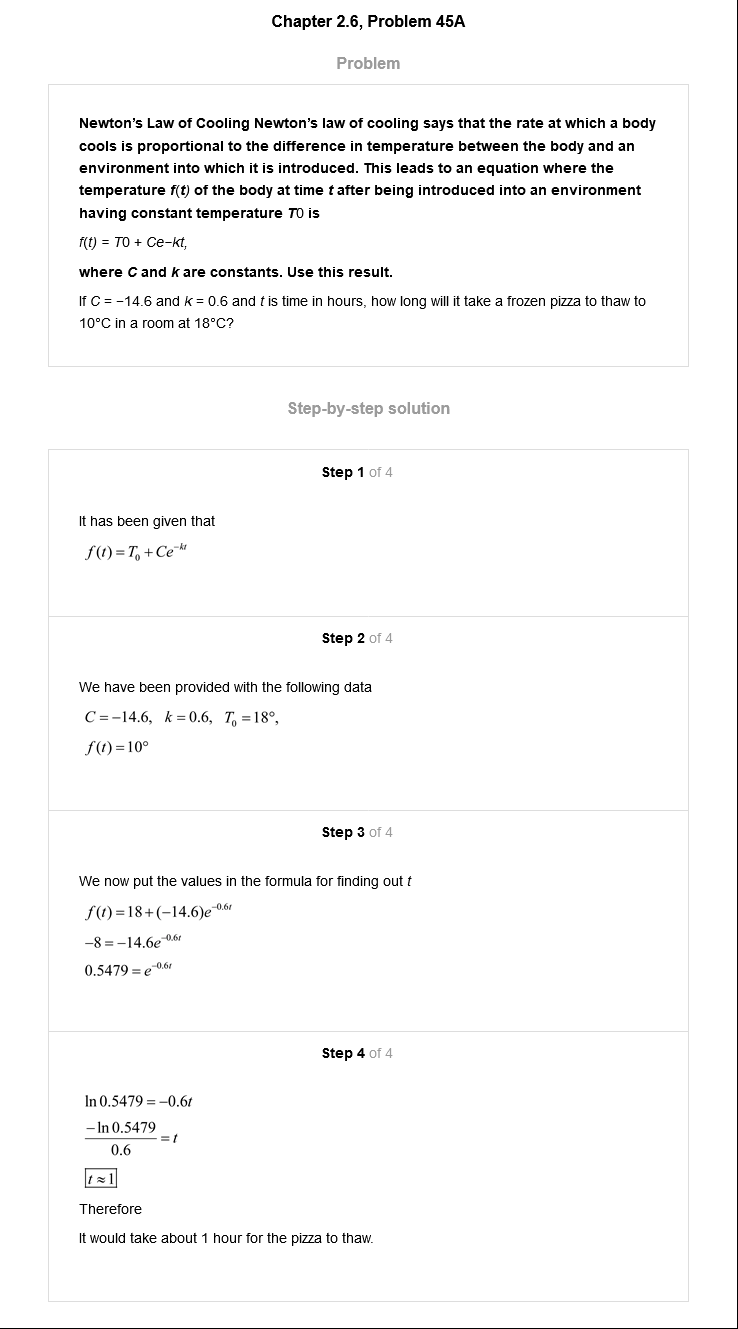 Chapter 2.6, Problem 45A
Problem
Newton's Law of Cooling Newton's law of cooling says that the rate at which a body
cools is proportional to the difference in temperature between the body and an
environment into which it is introduced. This leads to an equation where the
temperature f(t) of the body at time t after being introduced into an environment
having constant temperature T0 is
f(t) = T0 + Ce−kt,
where C and k are constants. Use this result.
If C = −14.6 and k = 0.6 and t is time in hours, how long will it take a frozen pizza to thaw to
10°C in a room at 18°C?
Step-by-step solution
Step 1 of 4
It has been given that
f(t) = T₀ + Ce^{−kt}
Step 2 of 4
We have been provided with the following data
C = −14.6, k = 0.6, T₀ = 18°,
f(t) = 10°
Step 3 of 4
We now put the values in the formula for finding out t
f(t) = 18 + (−14.6)e^{−0.6t}
−8 = −14.6e^{−0.6t}
0.5479 = e^{−0.6t}
Step 4 of 4
ln 0.5479 = −0.6t
−ln 0.5479
= t
0.6
t ≈ 1
Therefore
It would take about 1 hour for the pizza to thaw.